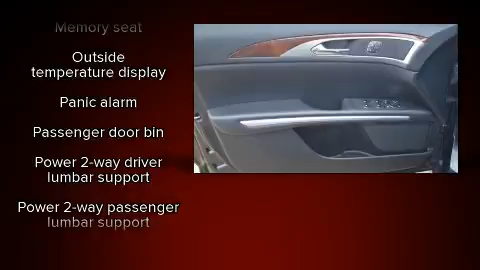 Memory seat
Outside
temperature display
Panic alarm
Passenger door bin
Power 2-way driver
lumbar support
Power 2-way passenger
lumbar support